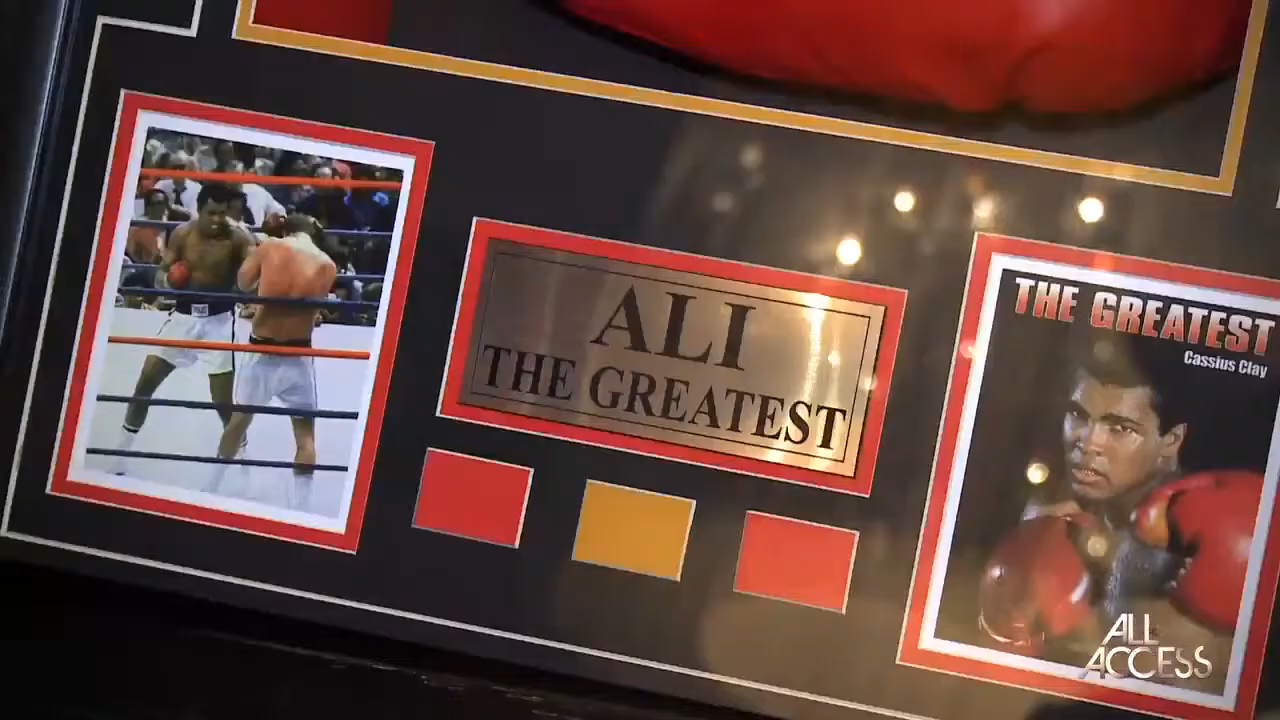 ALI
THE GREATEST
THE GREATEST
Cassius Clay
ALL
ACCESS